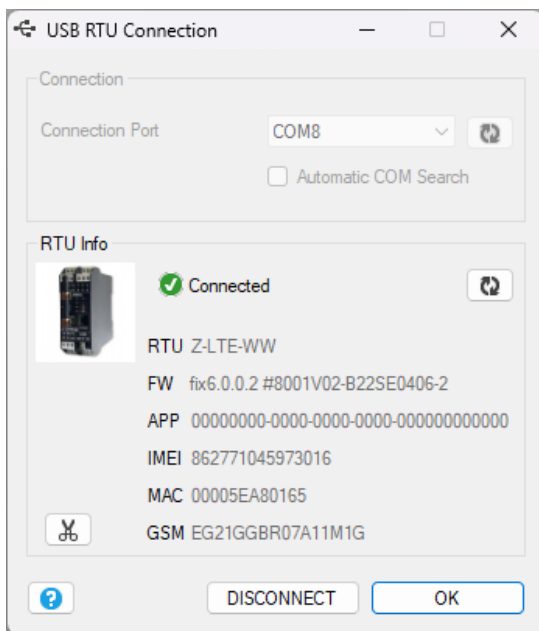 USB RTU Connection
Connection
Connection Port
COM8
Automatic COM Search
RTU Info
Connected
RTU Z-LTE-WW
FW fix6.0.0.2 #8001V02-B22SE0406-2
APP 00000000-0000-0000-0000-000000000000
IMEI 862771045973016
MAC 00005EA80165
GSM EG21GGBR07A11M1G
DISCONNECT
OK